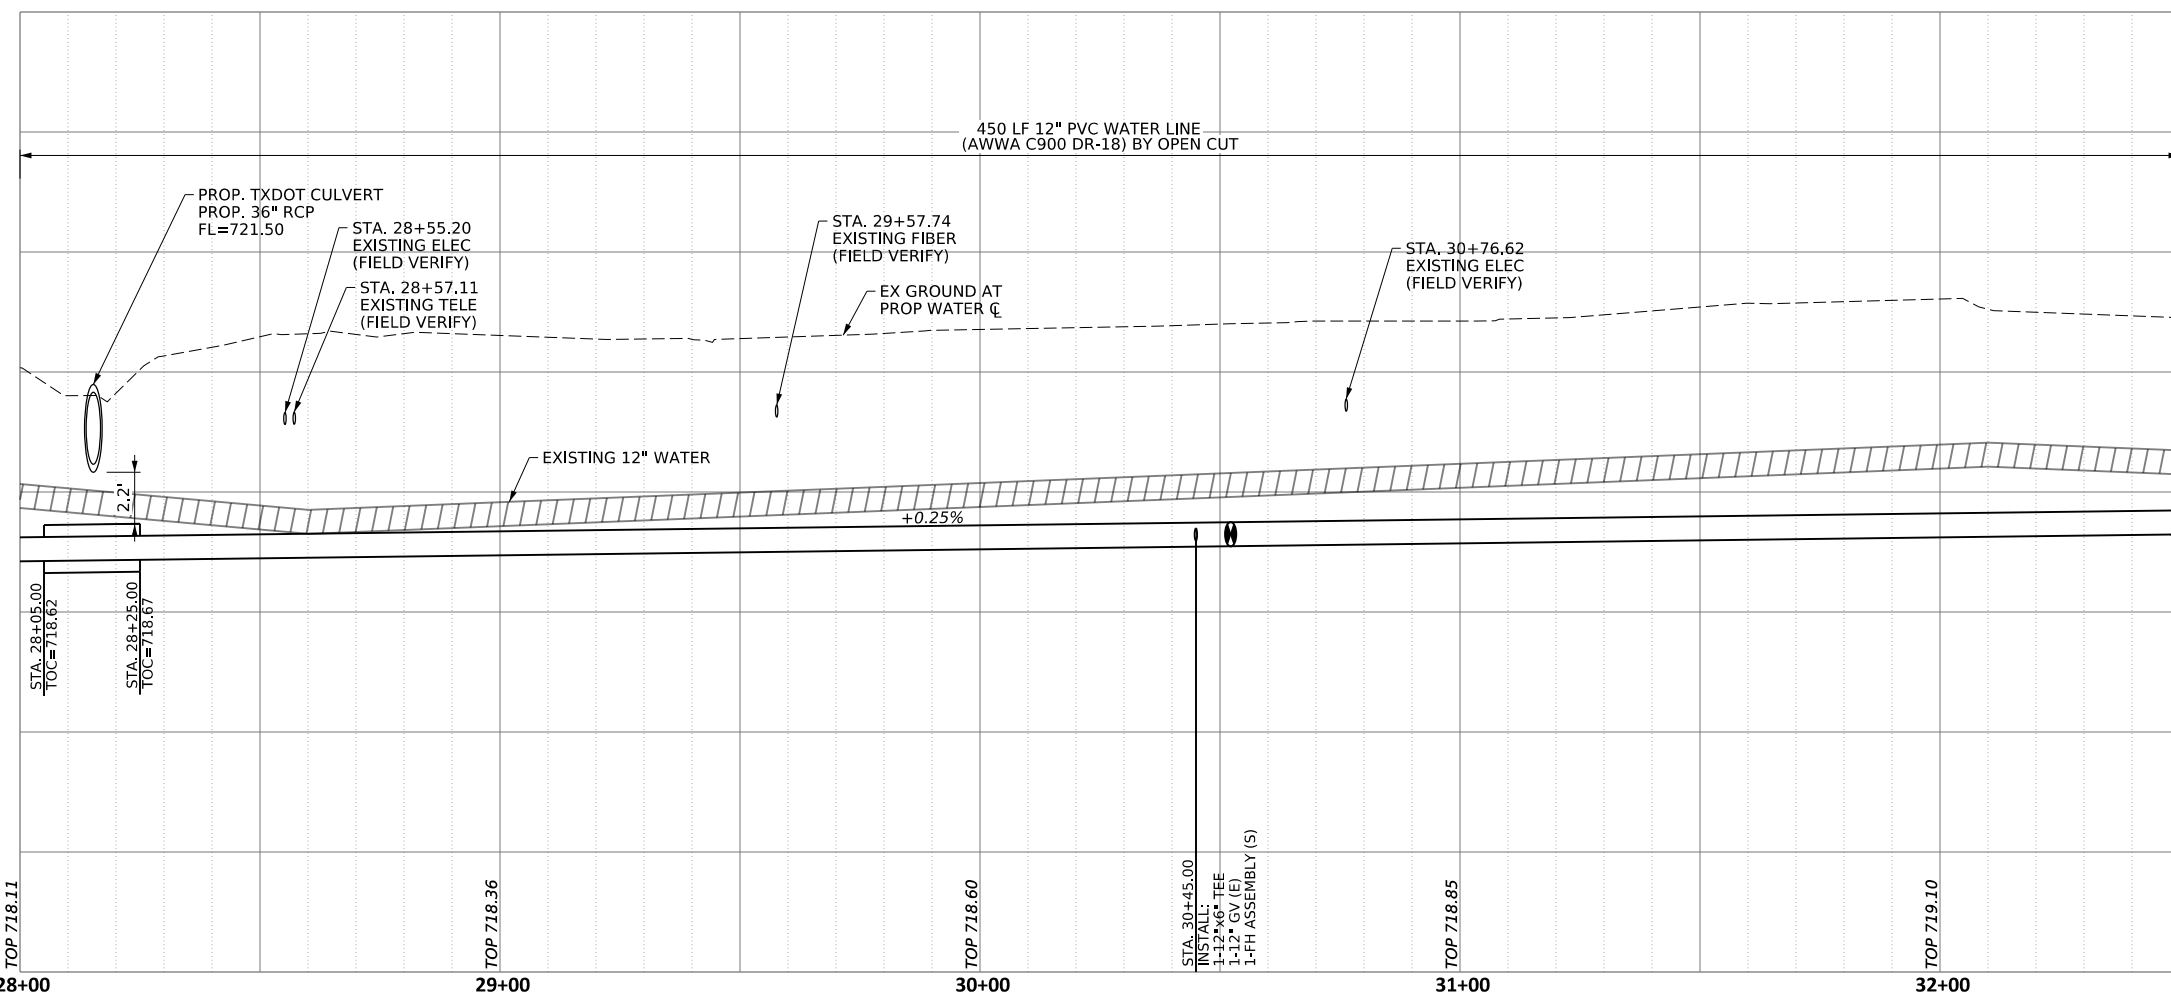 450 LF 12" PVC WATER LINE
(AWWA C900 DR-18) BY OPEN CUT
PROP. TXDOT CULVERT
PROP. 36" RCP
FL=721.50
STA. 28+55.20
EXISTING ELEC
(FIELD VERIFY)
STA. 28+57.11
EXISTING TELE
(FIELD VERIFY)
STA. 29+57.74
EXISTING FIBER
(FIELD VERIFY)
EX GROUND AT
PROP WATER ℄
STA. 30+76.62
EXISTING ELEC
(FIELD VERIFY)
EXISTING 12" WATER
2.2'
+0.25%
STA. 28+05.00
TOC=718.62
STA. 28+25.00
TOC=718.67
STA. 30+45.00
INSTALL:
1-12"x6" TEE
1-12" GV (E)
1-FH ASSEMBLY (S)
TOP 718.11
TOP 718.36
TOP 718.60
TOP 718.85
TOP 719.10
28+00
29+00
30+00
31+00
32+00